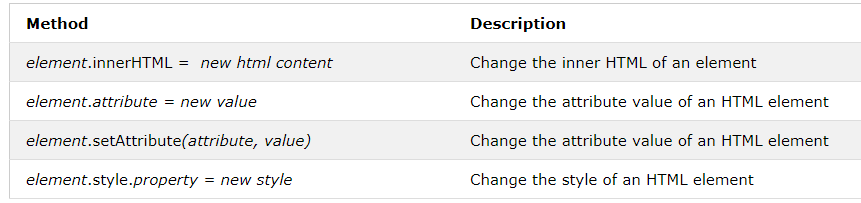 Method Description
element.innerHTML =  new html content Change the inner HTML of an element
element.attribute = new value Change the attribute value of an HTML element
element.setAttribute(attribute, value) Change the attribute value of an HTML element
element.style.property = new style Change the style of an HTML element